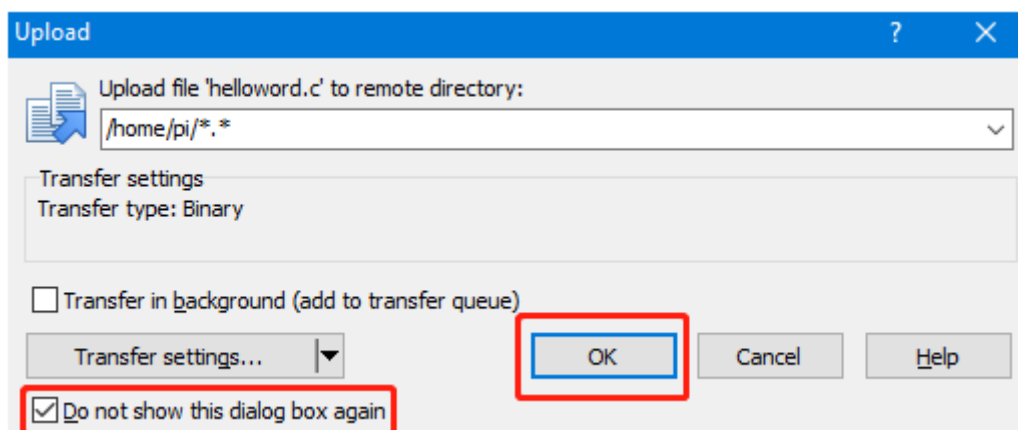 Upload ?
Upload file 'helloword.c' to remote directory:
/home/pi/*.*
Transfer settings
Transfer type: Binary
Transfer in background (add to transfer queue)
Transfer settings... OK Cancel Help
Do not show this dialog box again